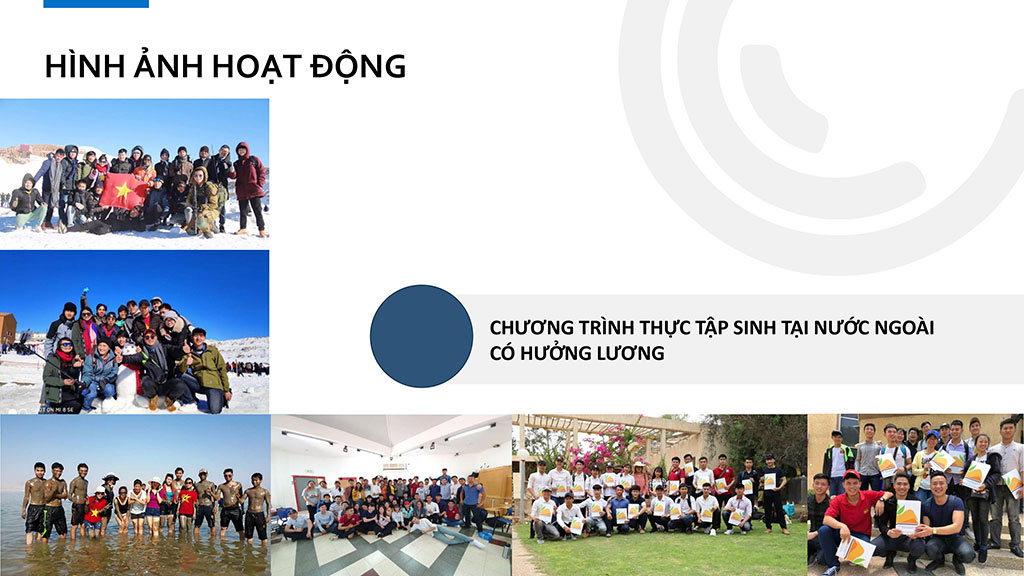 HÌNH ẢNH HOẠT ĐỘNG
CHƯƠNG TRÌNH THỰC TẬP SINH TẠI NƯỚC NGOÀI
CÓ HƯỞNG LƯƠNG
OT ON MI 8 SE